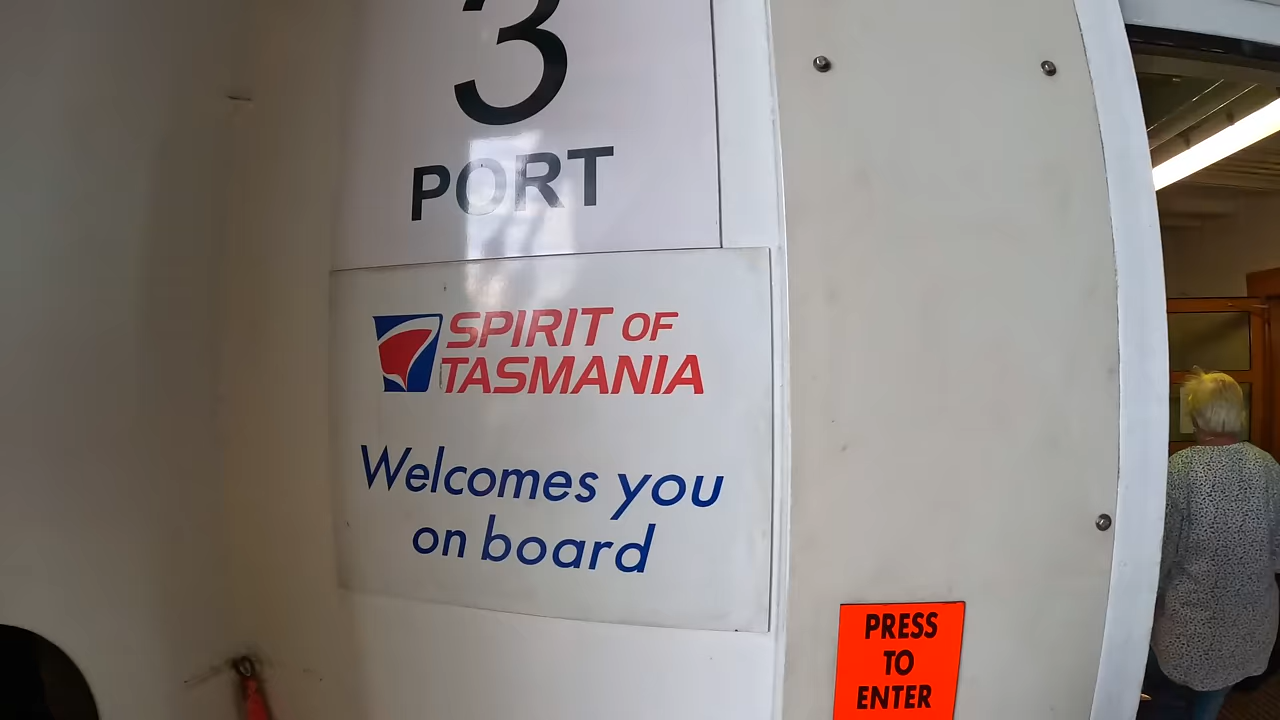 3
PORT
SPIRIT OF
TASMANIA
Welcomes you
on board
PRESS
TO
ENTER